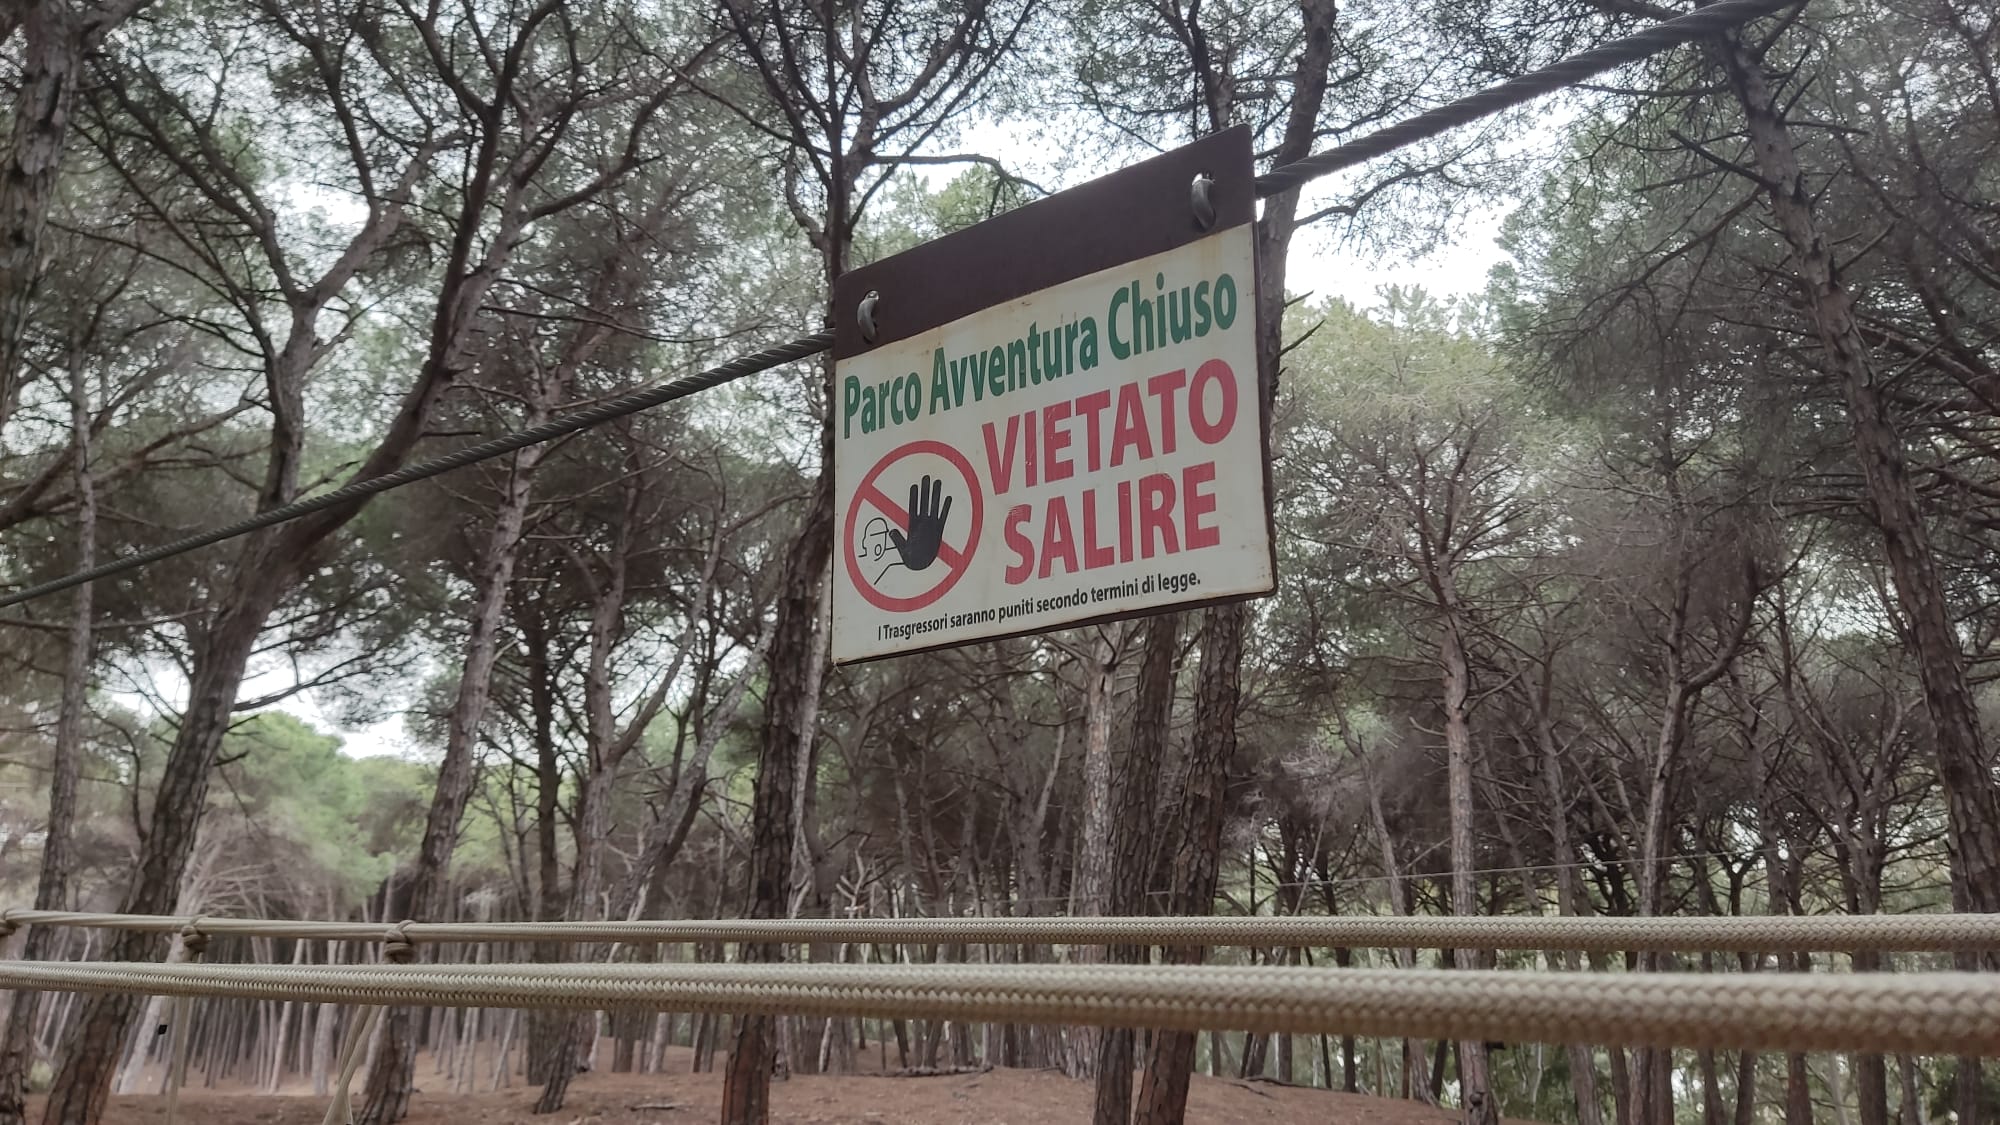 Parco Avventura Chiuso
VIETATO
SALIRE
I Trasgressori saranno puniti secondo termini di legge.